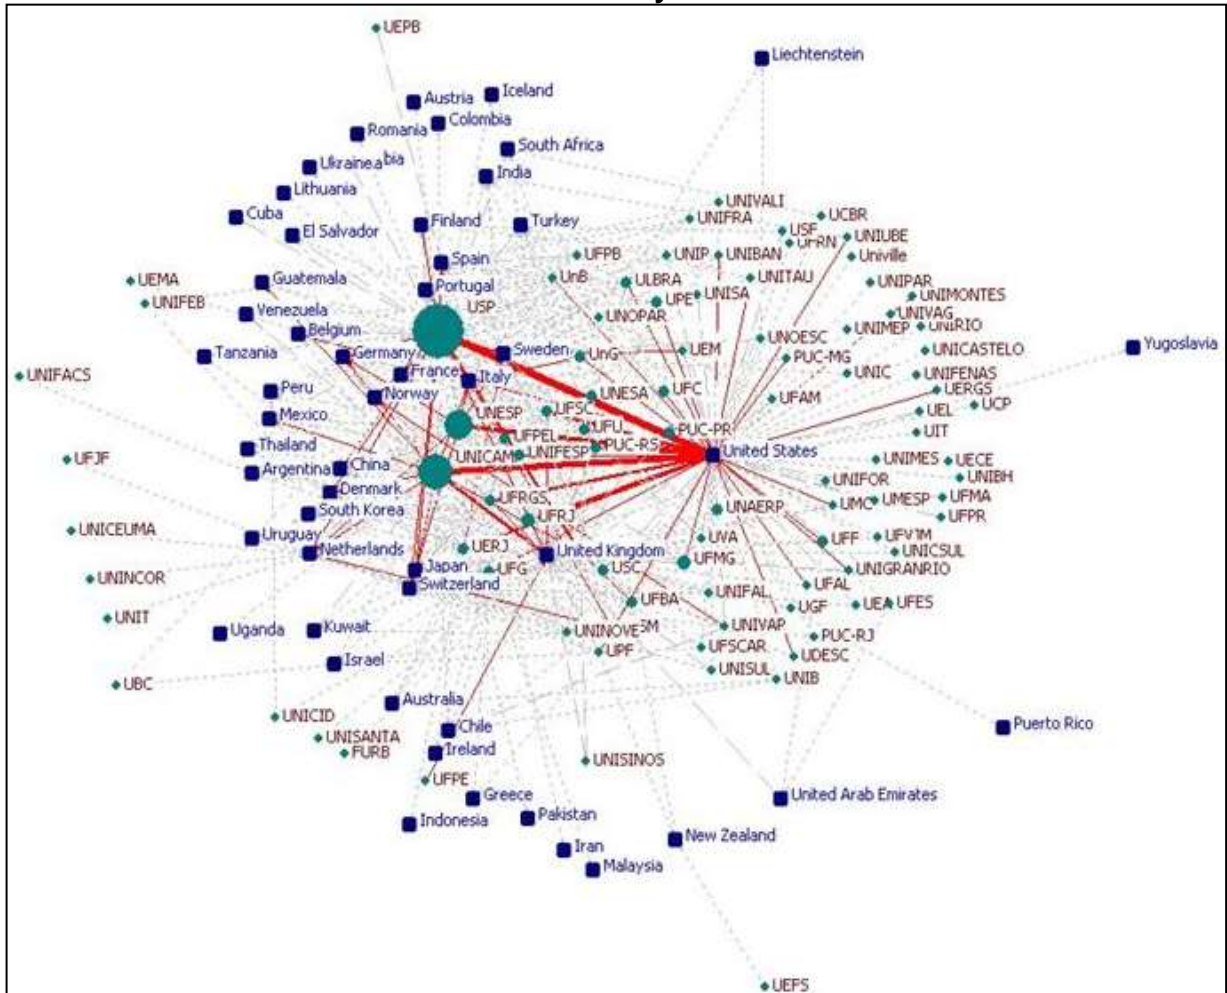 UEPB
Liechtenstein
Iceland
Austria
Colombia
Romania
South Africa
Ukraine
bia
India
Lithuania
UNIVALI
Cuba
UNIFRA
UCBR
El Salvador
Finland
Turkey
USF
UFRN
UNIUBE
Univille
Spain
UFPB
UNIP
UNIBAN
UEMA
Guatemala
UnB
ULBRA
UNITAU
UNIPAR
Portugal
UNISA
UNIMONTES
UNIFEB
USP
UPE
Venezuela
UNOPAR
UNIVAG
UNIRIO
Belgium
UNIMEP
UNOESC
Tanzania
Germany
Sweden
UnG
UEM
PUC-MG
UNICASTELO
Yugoslavia
UNIFACS
France
Italy
UNIC
UNIFENAS
Peru
Norway
UNESA
UFC
UFAM
UERGS
UCP
Mexico
UNESP
UFSC
UEL
UFU
PUC-PR
UIT
Thailand
UFPEL
PUC-RS
United States
UFJF
Argentina
China
UNICAM
UNIFESP
UNIMES
UECE
UNIBH
Denmark
UFRGS
UNIFOR
UMC
UMESP
UFMA
South Korea
UFRJ
UNAERP
UFPR
UNICEUMA
Uruguay
Netherlands
UERJ
United Kingdom
UVA
UFF
UNICSUL
Japan
UFG
USC
UFMG
UNIGRANRIO
UNINCOR
Switzerland
UNIFAL
UFAL
UFBA
UGF
UEA
UFES
UNIT
Uganda
Kuwait
UNINOVE
SM
UNIVAP
PUC-RJ
UPF
UFSCAR
UDESC
Israel
UNISUL
UNIB
UBC
Australia
UNICID
Chile
Puerto Rico
UNISANTA
FURB
Ireland
UNISINOS
UFPE
Greece
United Arab Emirates
Indonesia
Pakistan
New Zealand
Iran
Malaysia
UEFS